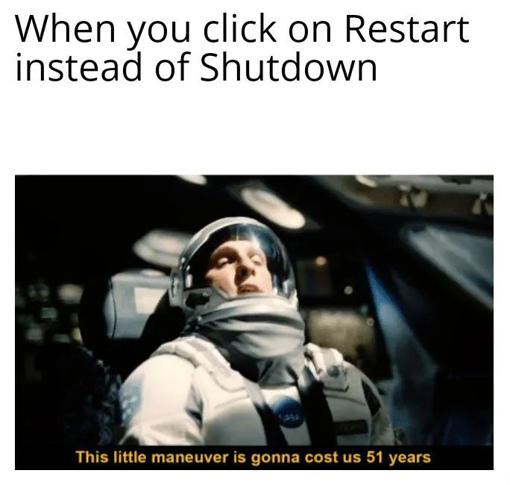 When you click on Restart
instead of Shutdown
This little maneuver is gonna cost us 51 years